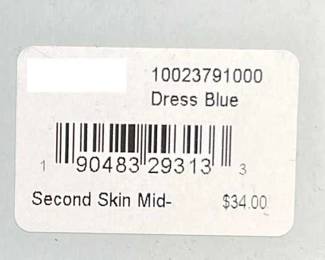 10023791000
Dress Blue
1 90483 29313 3
Second Skin Mid- $34.00